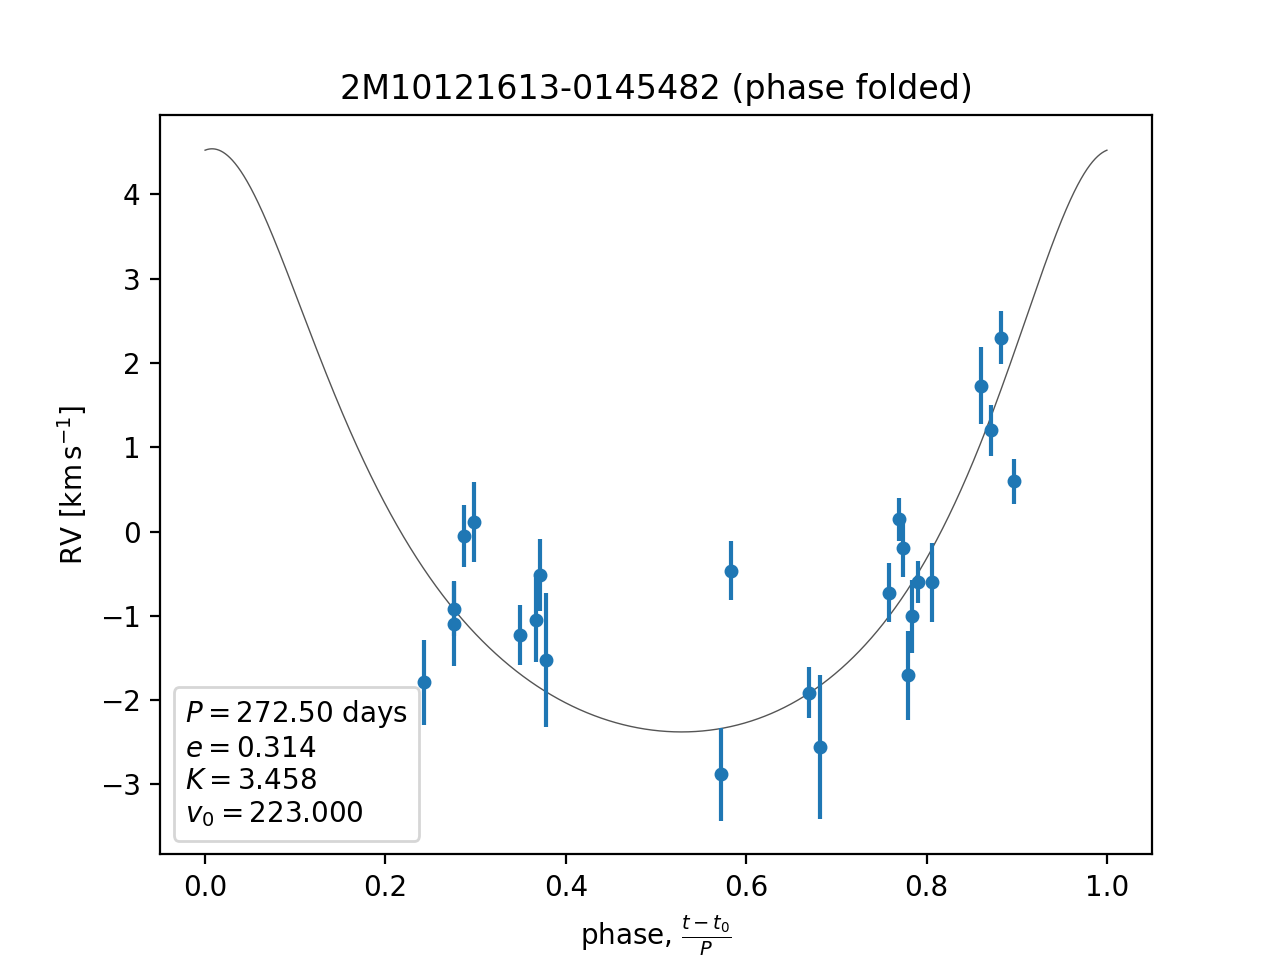 2M10121613-0145482 (phase folded)
4
3
2
1
0
−1
−2
−3
RV [km s⁻¹]
P = 272.50 days
e = 0.314
K = 3.458
v₀ = 223.000
0.0 0.2 0.4 0.6 0.8 1.0
phase, (t − t₀)/P